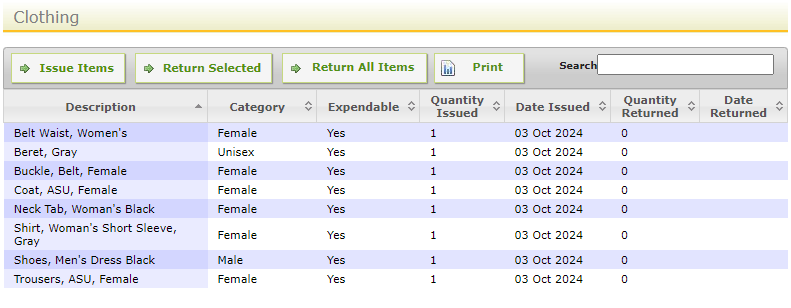 Clothing
Issue Items Return Selected Return All Items Print Search
Description Category Expendable Quantity Issued Date Issued Quantity Returned Date Returned
Belt Waist, Women's Female Yes 1 03 Oct 2024 0
Beret, Gray Unisex Yes 1 03 Oct 2024 0
Buckle, Belt, Female Female Yes 1 03 Oct 2024 0
Coat, ASU, Female Female Yes 1 03 Oct 2024 0
Neck Tab, Woman's Black Female Yes 1 03 Oct 2024 0
Shirt, Woman's Short Sleeve,
Gray Female Yes 1 03 Oct 2024 0
Shoes, Men's Dress Black Male Yes 1 03 Oct 2024 0
Trousers, ASU, Female Female Yes 1 03 Oct 2024 0